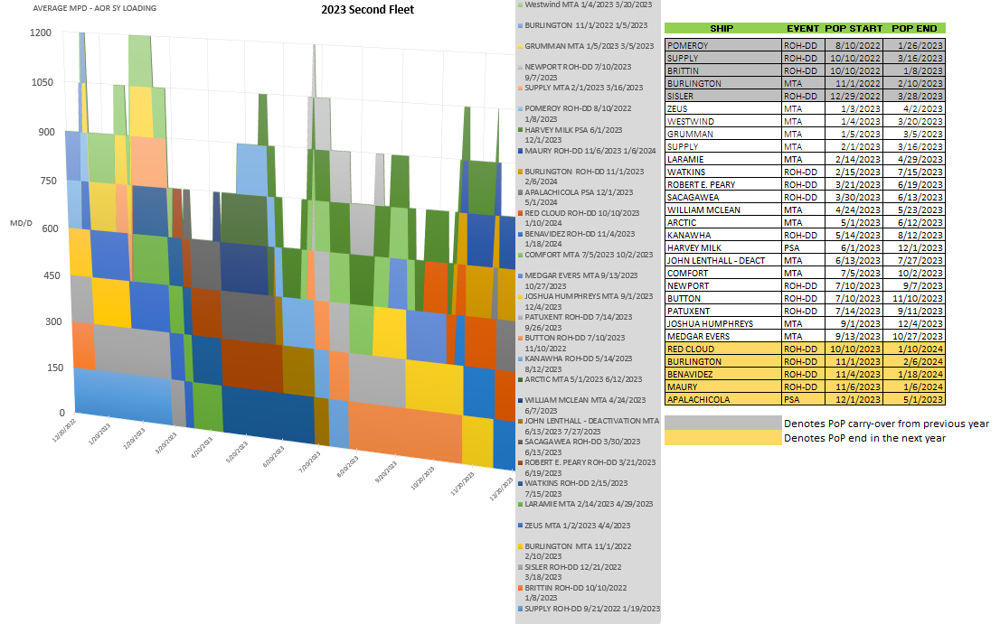 AVERAGE MPD - AOR SY LOADING
2023 Second Fleet
1200
1050
900
750
MD/D
600
450
300
150
0
12/20/2022
1/20/2023
2/20/2023
3/20/2023
4/20/2023
5/20/2023
6/20/2023
7/20/2023
8/20/2023
9/20/2023
10/20/2023
11/20/2023
12/20/2023
Westwind MTA 1/4/2023 3/20/2023
BURLINGTON 11/1/2022 1/5/2023
GRUMMAN MTA 1/5/2023 3/5/2023
NEWPORT ROH-DD 7/10/2023
9/7/2023
SUPPLY MTA 2/1/2023 3/16/2023
POMEROY ROH-DD 8/10/2022
1/8/2023
HARVEY MILK PSA 6/1/2023
12/1/2023
MAURY ROH-DD 11/6/2023 1/6/2024
BURLINGTON ROH-DD 11/1/2023
2/6/2024
APALACHICOLA PSA 12/1/2023
5/1/2024
RED CLOUD ROH-DD 10/10/2023
1/10/2024
BENAVIDEZ ROH-DD 11/4/2023
1/18/2024
COMFORT MTA 7/5/2023 10/2/2023
MEDGAR EVERS MTA 9/13/2023
10/27/2023
JOSHUA HUMPHREYS MTA 9/1/2023
12/4/2023
PATUXENT ROH-DD 7/14/2023
9/26/2023
BUTTON ROH-DD 7/10/2023
11/10/2022
KANAWHA ROH-DD 5/14/2023
8/12/2023
ARCTIC MTA 5/1/2023 6/12/2023
WILLIAM MCLEAN MTA 4/24/2023
6/7/2023
JOHN LENTHALL - DEACTIVATION MTA
6/13/2023 7/27/2023
SACAGAWEA ROH-DD 3/30/2023
6/13/2023
ROBERT E. PEARY ROH-DD 3/21/2023
6/19/2023
WATKINS ROH-DD 2/15/2023
7/15/2023
LARAMIE MTA 2/14/2023 4/29/2023
ZEUS MTA 1/2/2023 4/4/2023
BURLINGTON MTA 11/1/2022
2/10/2023
SISLER ROH-DD 12/21/2022
3/18/2023
BRITTIN ROH-DD 10/10/2022
1/8/2023
SUPPLY ROH-DD 9/21/2022 1/19/2023
SHIP EVENT POP START POP END
POMEROY ROH-DD 8/10/2022 1/26/2023
SUPPLY ROH-DD 10/10/2022 3/16/2023
BRITTIN ROH-DD 10/10/2022 1/8/2023
BURLINGTON MTA 11/1/2022 2/10/2023
SISLER ROH-DD 12/29/2022 3/28/2023
ZEUS MTA 1/3/2023 4/2/2023
WESTWIND MTA 1/4/2023 3/20/2023
GRUMMAN MTA 1/5/2023 3/5/2023
SUPPLY MTA 2/1/2023 3/16/2023
LARAMIE MTA 2/14/2023 4/29/2023
WATKINS ROH-DD 2/15/2023 7/15/2023
ROBERT E. PEARY ROH-DD 3/21/2023 6/19/2023
SACAGAWEA ROH-DD 3/30/2023 6/13/2023
WILLIAM MCLEAN MTA 4/24/2023 5/23/2023
ARCTIC MTA 5/1/2023 6/12/2023
KANAWHA ROH-DD 5/14/2023 8/12/2023
HARVEY MILK PSA 6/1/2023 12/1/2023
JOHN LENTHALL - DEACT MTA 6/13/2023 7/27/2023
COMFORT MTA 7/5/2023 10/2/2023
NEWPORT ROH-DD 7/10/2023 9/7/2023
BUTTON ROH-DD 7/10/2023 11/10/2023
PATUXENT ROH-DD 7/14/2023 9/11/2023
JOSHUA HUMPHREYS MTA 9/1/2023 12/4/2023
MEDGAR EVERS MTA 9/13/2023 10/27/2023
RED CLOUD ROH-DD 10/10/2023 1/10/2024
BURLINGTON ROH-DD 11/1/2023 2/6/2024
BENAVIDEZ ROH-DD 11/4/2023 1/18/2024
MAURY ROH-DD 11/6/2023 1/6/2024
APALACHICOLA PSA 12/1/2023 5/1/2023
Denotes PoP carry-over from previous year
Denotes PoP end in the next year